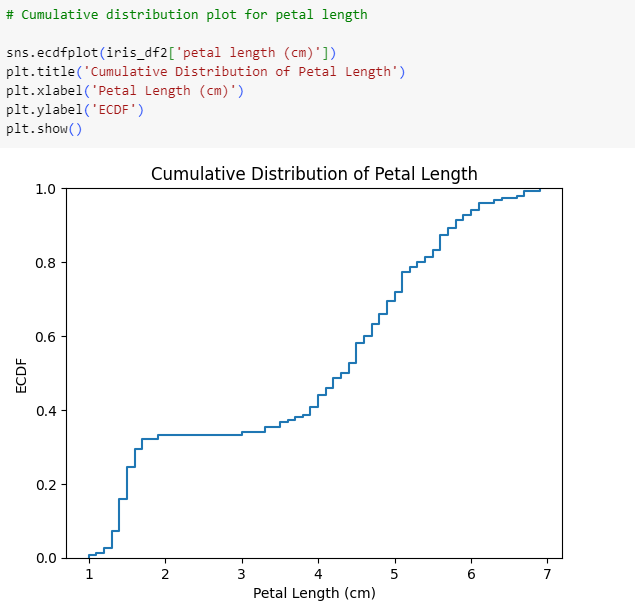 # Cumulative distribution plot for petal length
sns.ecdfplot(iris_df2['petal length (cm)'])
plt.title('Cumulative Distribution of Petal Length')
plt.xlabel('Petal Length (cm)')
plt.ylabel('ECDF')
plt.show()
Cumulative Distribution of Petal Length
1.0
0.8
0.6
0.4
0.2
0.0
ECDF
1 2 3 4 5 6 7
Petal Length (cm)